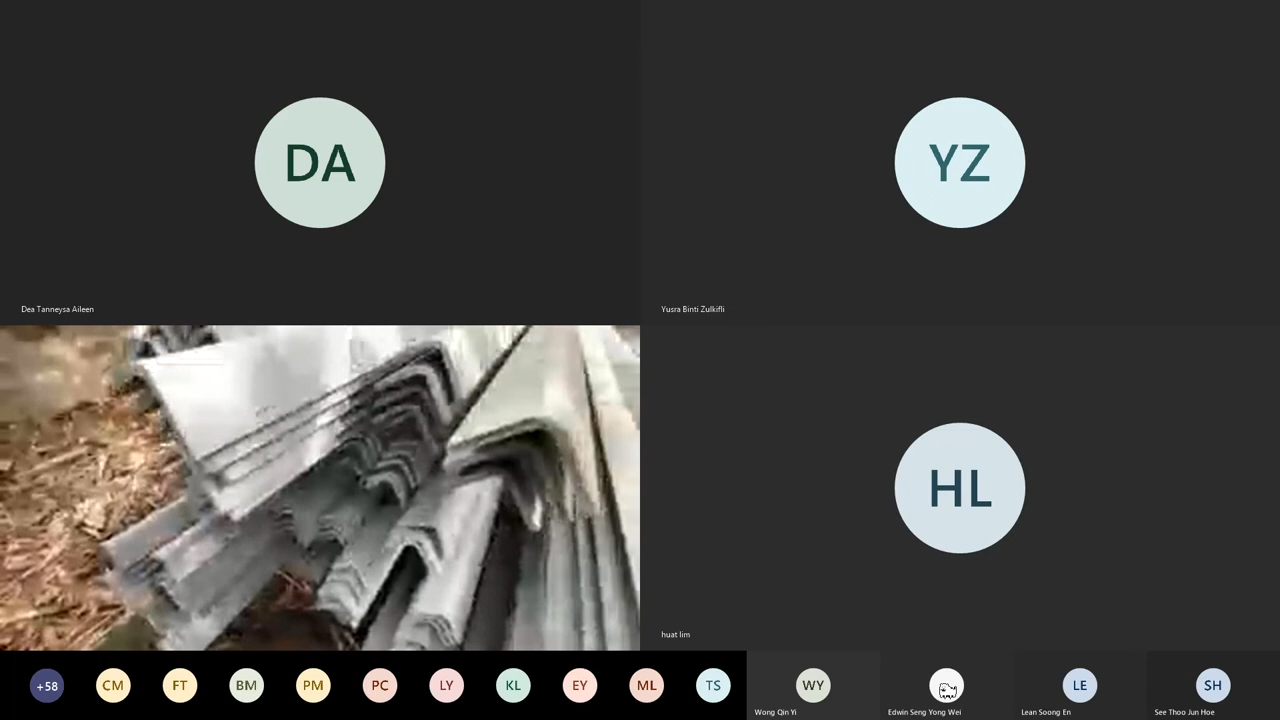 DA
YZ
Dea Tanneysa Aileen
Yusra Binti Zulkifli
HL
huat lim
+58
CM
FT
BM
PM
PC
LY
KL
EY
ML
TS
WY
LE
SH
Wong Qin Yi
Edwin Seng Yong Wei
Lean Soong En
See Thoo Jun Hoe